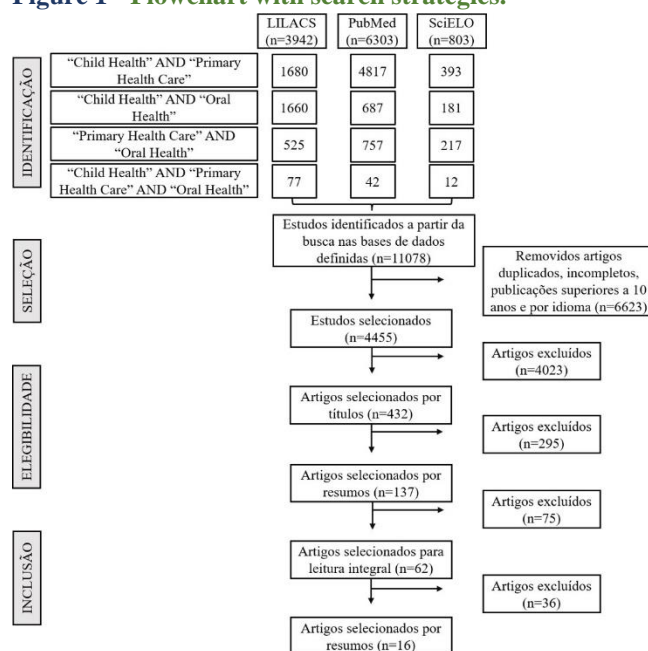 Figure 1 - Flowchart with search strategies.
LILACS
(n=3942)
PubMed
(n=6303)
SciELO
(n=803)
IDENTIFICAÇÃO
"Child Health" AND "Primary
Health Care"
1680
4817
393
"Child Health" AND "Oral
Health"
1660
687
181
"Primary Health Care" AND
"Oral Health"
525
757
217
"Child Health" AND "Primary
Health Care" AND "Oral Health"
77
42
12
Estudos identificados a partir da
busca nas bases de dados
definidas (n=11078)
SELEÇÃO
Removidos artigos
duplicados, incompletos,
publicações superiores a 10
anos e por idioma (n=6623)
Estudos selecionados
(n=4455)
Artigos excluídos
(n=4023)
ELEGIBILIDADE
Artigos selecionados por
títulos (n=432)
Artigos excluídos
(n=295)
Artigos selecionados por
resumos (n=137)
Artigos excluídos
(n=75)
INCLUSÃO
Artigos selecionados para
leitura integral (n=62)
Artigos excluídos
(n=36)
Artigos selecionados por
resumos (n=16)